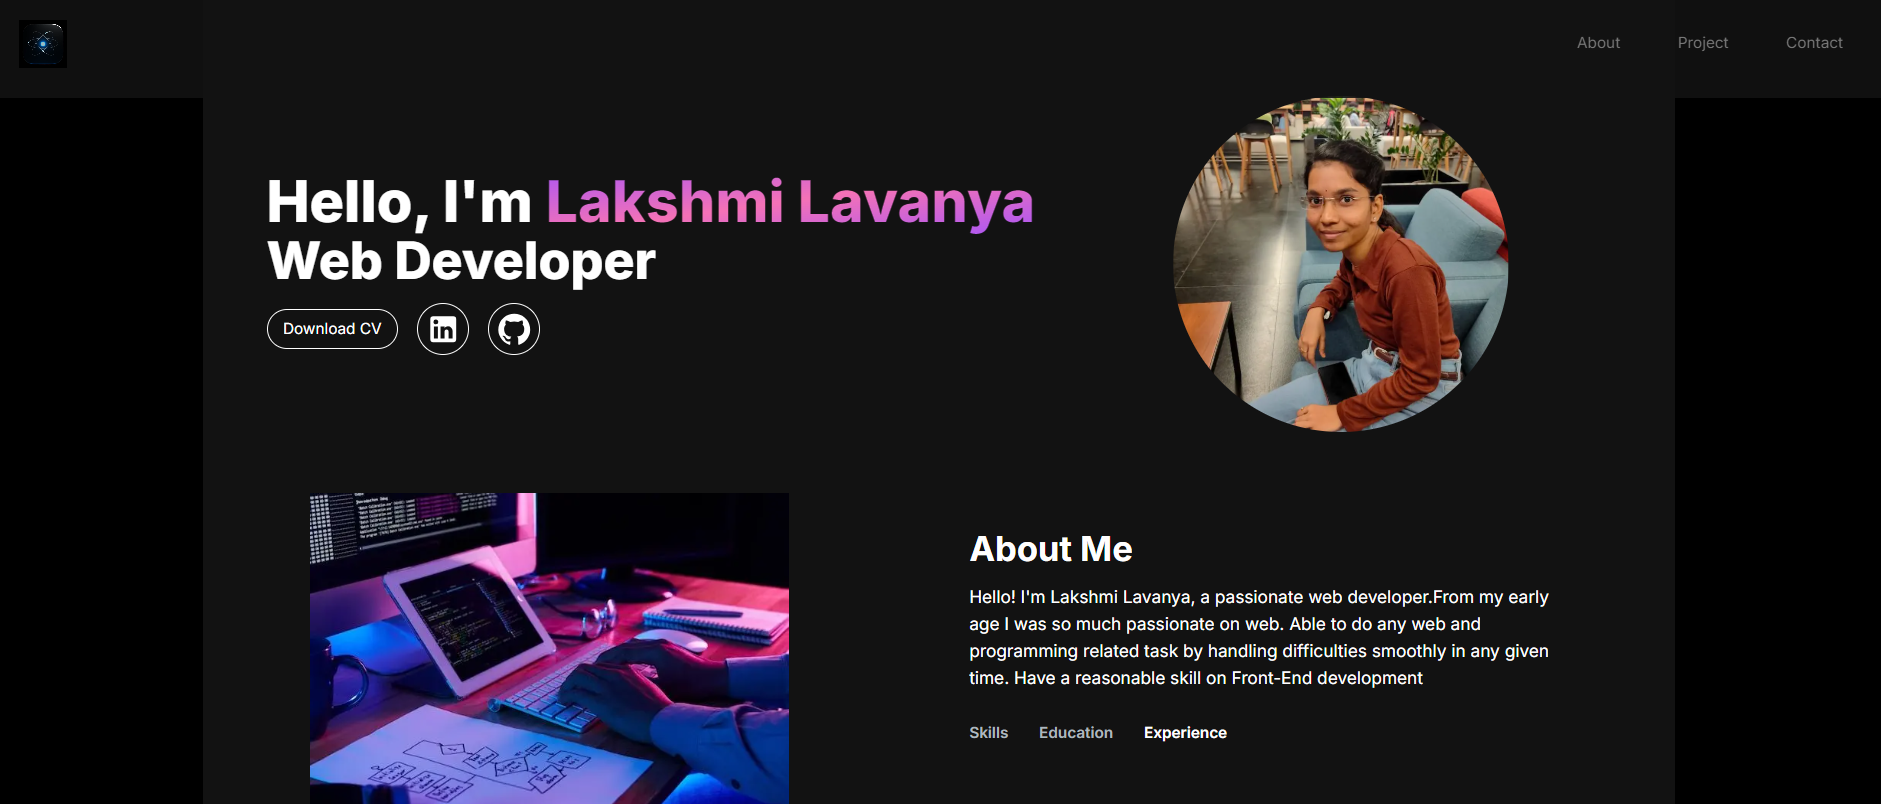 About Project Contact
Hello, I'm Lakshmi Lavanya
Web Developer
Download CV
About Me
Hello! I'm Lakshmi Lavanya, a passionate web developer.From my early
age I was so much passionate on web. Able to do any web and
programming related task by handling difficulties smoothly in any given
time. Have a reasonable skill on Front-End development
Skills Education Experience